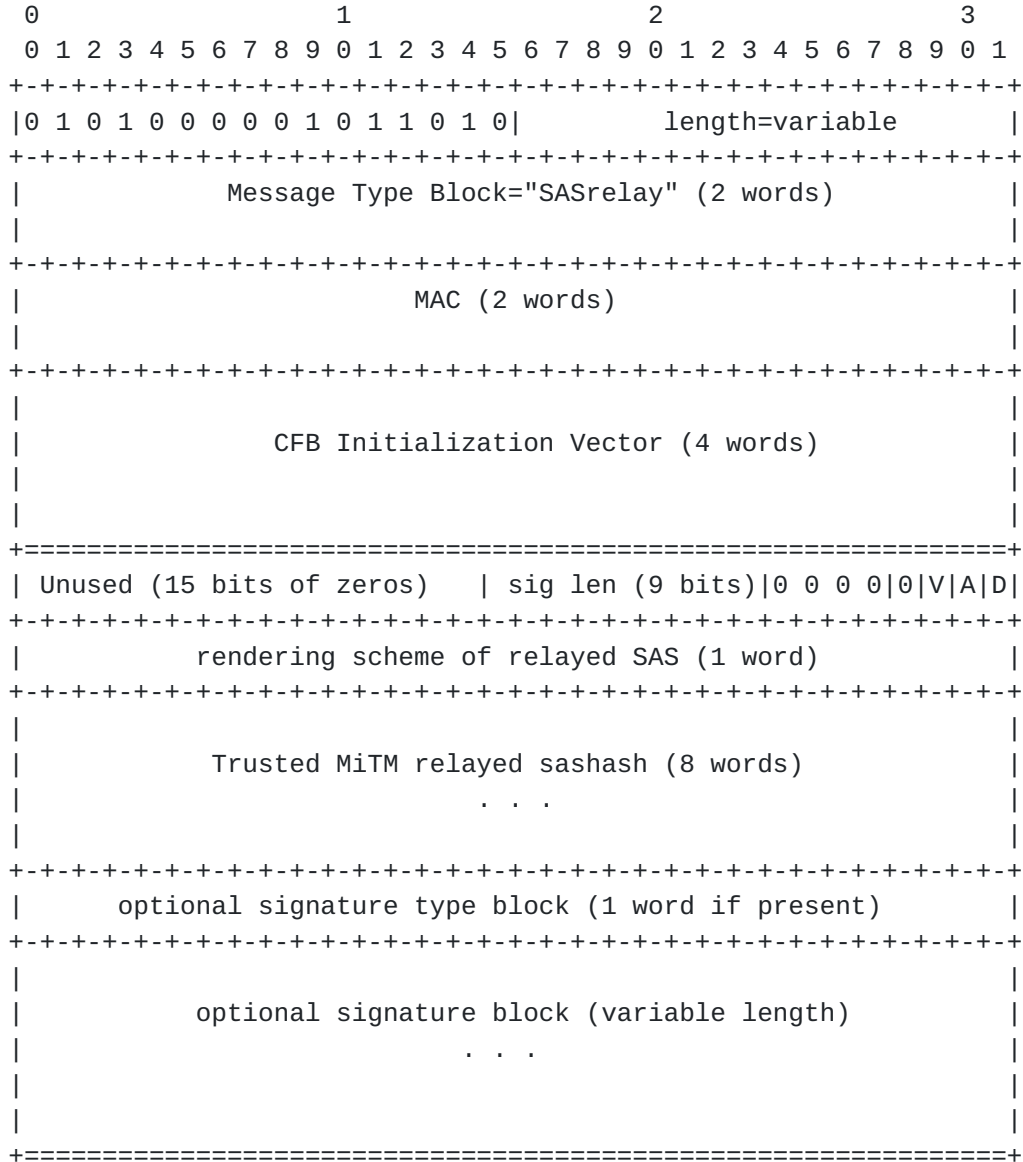 0                   1                   2                   3
 0 1 2 3 4 5 6 7 8 9 0 1 2 3 4 5 6 7 8 9 0 1 2 3 4 5 6 7 8 9 0 1
+-+-+-+-+-+-+-+-+-+-+-+-+-+-+-+-+-+-+-+-+-+-+-+-+-+-+-+-+-+-+-+-+
|0 1 0 1 0 0 0 0 0 1 0 1 1 0 1 0|         length=variable       |
+-+-+-+-+-+-+-+-+-+-+-+-+-+-+-+-+-+-+-+-+-+-+-+-+-+-+-+-+-+-+-+-+
|             Message Type Block="SASrelay" (2 words)           |
|                                                               |
+-+-+-+-+-+-+-+-+-+-+-+-+-+-+-+-+-+-+-+-+-+-+-+-+-+-+-+-+-+-+-+-+
|                         MAC (2 words)                         |
|                                                               |
+-+-+-+-+-+-+-+-+-+-+-+-+-+-+-+-+-+-+-+-+-+-+-+-+-+-+-+-+-+-+-+-+
|                                                               |
|                CFB Initialization Vector (4 words)            |
|                                                               |
|                                                               |
+===============================================================+
| Unused (15 bits of zeros)   | sig len (9 bits)|0 0 0 0|0|V|A|D|
+-+-+-+-+-+-+-+-+-+-+-+-+-+-+-+-+-+-+-+-+-+-+-+-+-+-+-+-+-+-+-+-+
|           rendering scheme of relayed SAS (1 word)            |
+-+-+-+-+-+-+-+-+-+-+-+-+-+-+-+-+-+-+-+-+-+-+-+-+-+-+-+-+-+-+-+-+
|                                                               |
|            Trusted MiTM relayed sashash (8 words)             |
|                             . . .                             |
|                                                               |
+-+-+-+-+-+-+-+-+-+-+-+-+-+-+-+-+-+-+-+-+-+-+-+-+-+-+-+-+-+-+-+-+
|      optional signature type block (1 word if present)        |
+-+-+-+-+-+-+-+-+-+-+-+-+-+-+-+-+-+-+-+-+-+-+-+-+-+-+-+-+-+-+-+-+
|                                                               |
|           optional signature block (variable length)          |
|                            . . .                              |
|                                                               |
|                                                               |
+===============================================================+